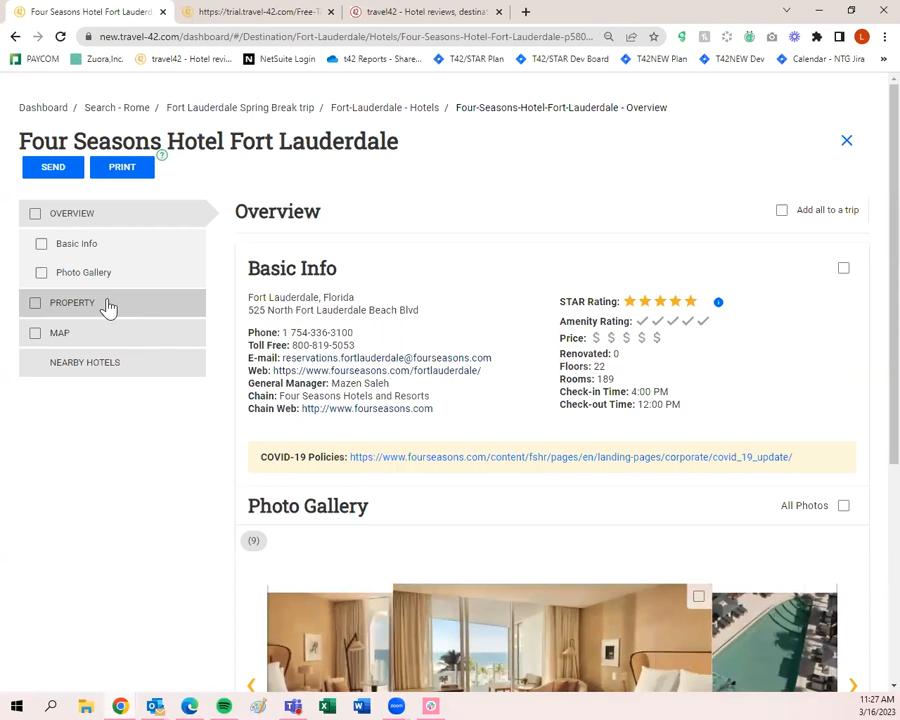 Four Seasons Hotel Fort Lauderd
https://trial.travel-42.com/Free-T
travel42 - Hotel reviews, destinat
new.travel-42.com/dashboard/#/Destination/Fort-Lauderdale/Hotels/Four-Seasons-Hotel-Fort-Lauderdale-p580...
PAYCOM
Zuora,Inc.
travel42 - Hotel revi...
NetSuite Login
t42 Reports - Share...
T42/STAR Plan
T42/STAR Dev Board
T42NEW Plan
T42NEW Dev
Calendar - NTG Jira
Dashboard / Search - Rome / Fort Lauderdale Spring Break trip / Fort-Lauderdale - Hotels / Four-Seasons-Hotel-Fort-Lauderdale - Overview
Four Seasons Hotel Fort Lauderdale
SEND
PRINT
OVERVIEW
Basic Info
Photo Gallery
PROPERTY
MAP
NEARBY HOTELS
Overview
Add all to a trip
Basic Info
Fort Lauderdale, Florida
525 North Fort Lauderdale Beach Blvd
Phone: 1 754-336-3100
Toll Free: 800-819-5053
E-mail: reservations.fortlauderdale@fourseasons.com
Web: https://www.fourseasons.com/fortlauderdale/
General Manager: Mazen Saleh
Chain: Four Seasons Hotels and Resorts
Chain Web: http://www.fourseasons.com
STAR Rating:
Amenity Rating:
Price: $ $ $ $ $
Renovated: 0
Floors: 22
Rooms: 189
Check-in Time: 4:00 PM
Check-out Time: 12:00 PM
COVID-19 Policies: https://www.fourseasons.com/content/fshr/pages/en/landing-pages/corporate/covid_19_update/
Photo Gallery
All Photos
(9)
11:27 AM
3/16/2023